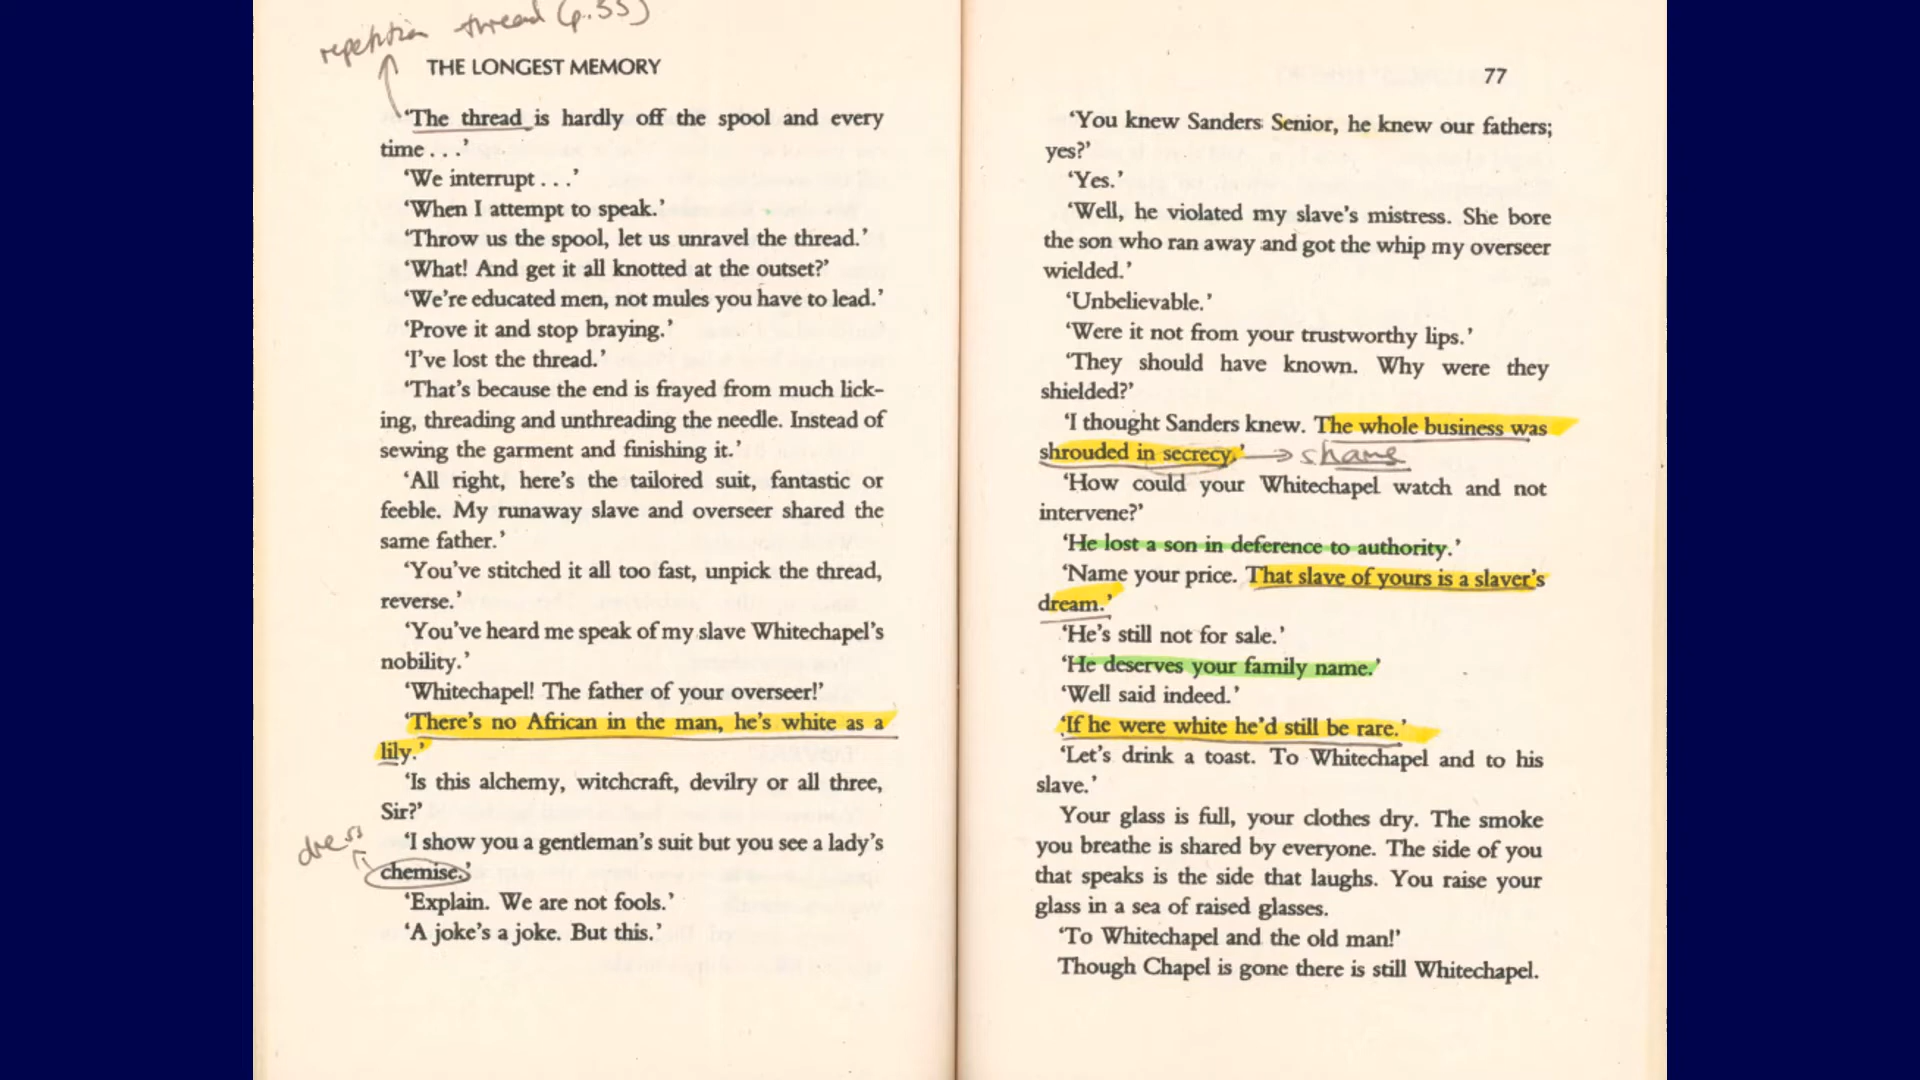 repetition thread (p.55)
THE LONGEST MEMORY
‘The thread is hardly off the spool and every
time . . .’
‘We interrupt . . .’
‘When I attempt to speak.’
‘Throw us the spool, let us unravel the thread.’
‘What! And get it all knotted at the outset?’
‘We’re educated men, not mules you have to lead.’
‘Prove it and stop braying.’
‘I’ve lost the thread.’
‘That’s because the end is frayed from much lick-
ing, threading and unthreading the needle. Instead of
sewing the garment and finishing it.’
‘All right, here’s the tailored suit, fantastic or
feeble. My runaway slave and overseer shared the
same father.’
‘You’ve stitched it all too fast, unpick the thread,
reverse.’
‘You’ve heard me speak of my slave Whitechapel’s
nobility.’
‘Whitechapel! The father of your overseer!’
‘There’s no African in the man, he’s white as a
lily.’
‘Is this alchemy, witchcraft, devilry or all three,
Sir?’
dress
‘I show you a gentleman’s suit but you see a lady’s
chemise.’
‘Explain. We are not fools.’
‘A joke’s a joke. But this.’
77
‘You knew Sanders Senior, he knew our fathers;
yes?’
‘Yes.’
‘Well, he violated my slave’s mistress. She bore
the son who ran away and got the whip my overseer
wielded.’
‘Unbelievable.’
‘Were it not from your trustworthy lips.’
‘They should have known. Why were they
shielded?’
‘I thought Sanders knew. The whole business was
shrouded in secrecy.’ → shame
‘How could your Whitechapel watch and not
intervene?’
‘He lost a son in deference to authority.’
‘Name your price. That slave of yours is a slaver’s
dream.’
‘He’s still not for sale.’
‘He deserves your family name.’
‘Well said indeed.’
‘If he were white he’d still be rare.’
‘Let’s drink a toast. To Whitechapel and to his
slave.’
Your glass is full, your clothes dry. The smoke
you breathe is shared by everyone. The side of you
that speaks is the side that laughs. You raise your
glass in a sea of raised glasses.
‘To Whitechapel and the old man!’
Though Chapel is gone there is still Whitechapel.